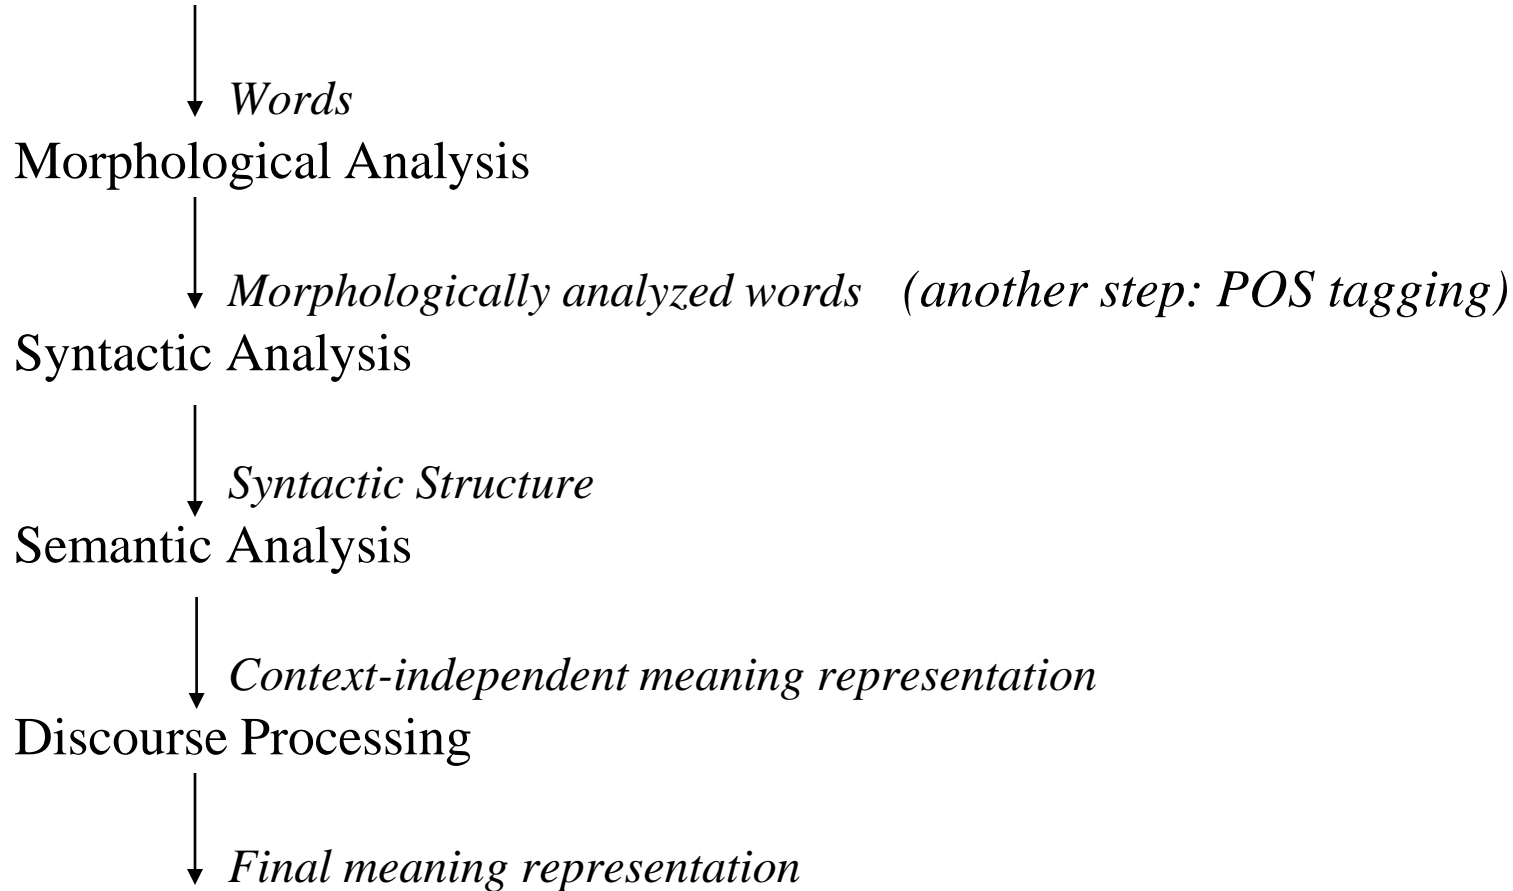 Words
Morphological Analysis
Morphologically analyzed words (another step: POS tagging)
Syntactic Analysis
Syntactic Structure
Semantic Analysis
Context-independent meaning representation
Discourse Processing
Final meaning representation